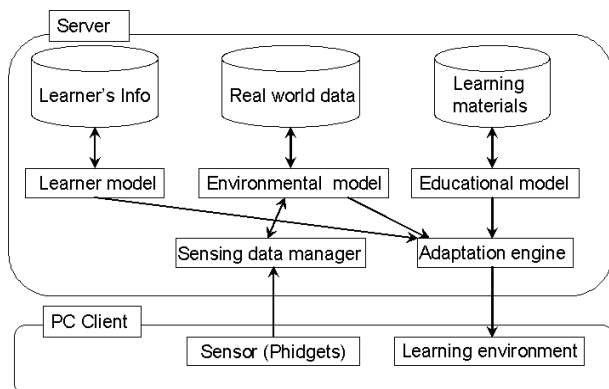 Server
Learner's Info
Real world data
Learning
materials
Learner model
Environmental model
Educational model
Sensing data manager
Adaptation engine
PC Client
Sensor (Phidgets)
Learning environment